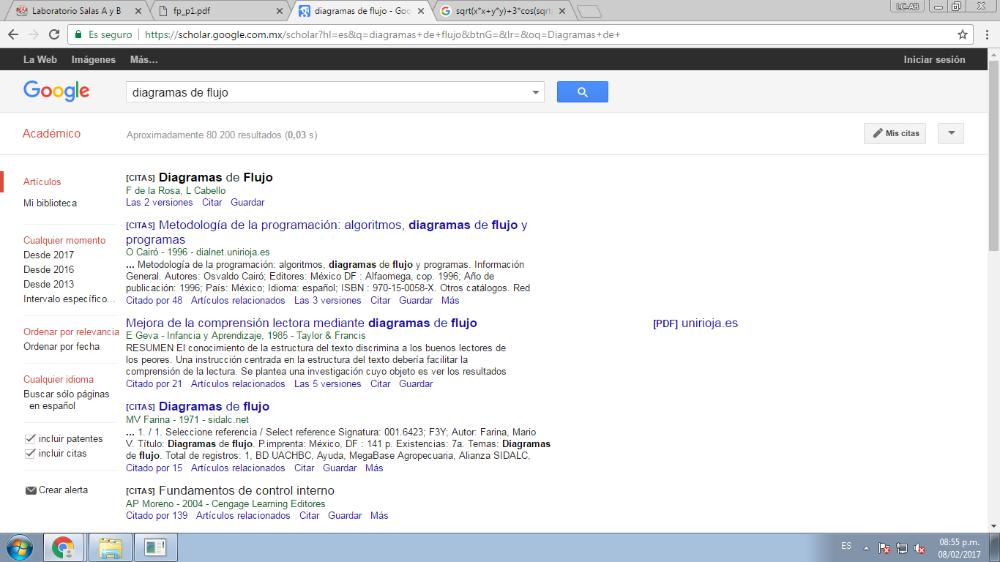 Laboratorio Salas A y B
fp_p1.pdf
diagramas de flujo - Goo
sqrt(x*x+y*y)+3*cos(sqrt
LC-AB
Es seguro
https://scholar.google.com.mx/scholar?hl=es&q=diagramas+de+flujo&btnG=&lr=&oq=Diagramas+de+
La Web Imágenes Más... Iniciar sesión
Google
diagramas de flujo
Académico
Aproximadamente 80.200 resultados (0,03 s)
Mis citas
Artículos
Mi biblioteca
Cualquier momento
Desde 2017
Desde 2016
Desde 2013
Intervalo específico...
Ordenar por relevancia
Ordenar por fecha
Cualquier idioma
Buscar sólo páginas
en español
incluir patentes
incluir citas
Crear alerta
[CITAS] Diagramas de Flujo
F de la Rosa, L Cabello
Las 2 versiones Citar Guardar
[CITAS] Metodología de la programación: algoritmos, diagramas de flujo y
programas
O Cairó - 1996 - dialnet.unirioja.es
... Metodología de la programación: algoritmos, diagramas de flujo y programas. Información
General. Autores: Osvaldo Cairó; Editores: México DF : Alfaomega, cop. 1996; Año de
publicación: 1996; País: México; Idioma: español; ISBN : 970-15-0058-X. Otros catálogos. Red
Citado por 48 Artículos relacionados Las 3 versiones Citar Guardar Más
Mejora de la comprensión lectora mediante diagramas de flujo
[PDF] unirioja.es
E Geva - Infancia y Aprendizaje, 1985 - Taylor & Francis
RESUMEN El conocimiento de la estructura del texto discrimina a los buenos lectores de
los peores. Una instrucción centrada en la estructura del texto debería facilitar la
comprensión de la lectura. Se plantea una investigación cuyo objeto es ver los resultados
Citado por 21 Artículos relacionados Las 5 versiones Citar Guardar
[CITAS] Diagramas de flujo
MV Farina - 1971 - sidalc.net
... 1. / 1. Seleccione referencia / Select reference Signatura: 001.6423; F3Y; Autor: Farina, Mario
V. Título: Diagramas de flujo. P.imprenta: México, DF : 141 p. Existencias: 7a. Temas: Diagramas
de flujo. Total de registros: 1, BD UACHBC, Ayuda, MegaBase Agropecuaria, Alianza SIDALC,
Citado por 15 Artículos relacionados Citar Guardar Más
[CITAS] Fundamentos de control interno
AP Moreno - 2004 - Cengage Learning Editores
Citado por 139 Artículos relacionados Citar Guardar Más
ES
08:55 p.m.
08/02/2017